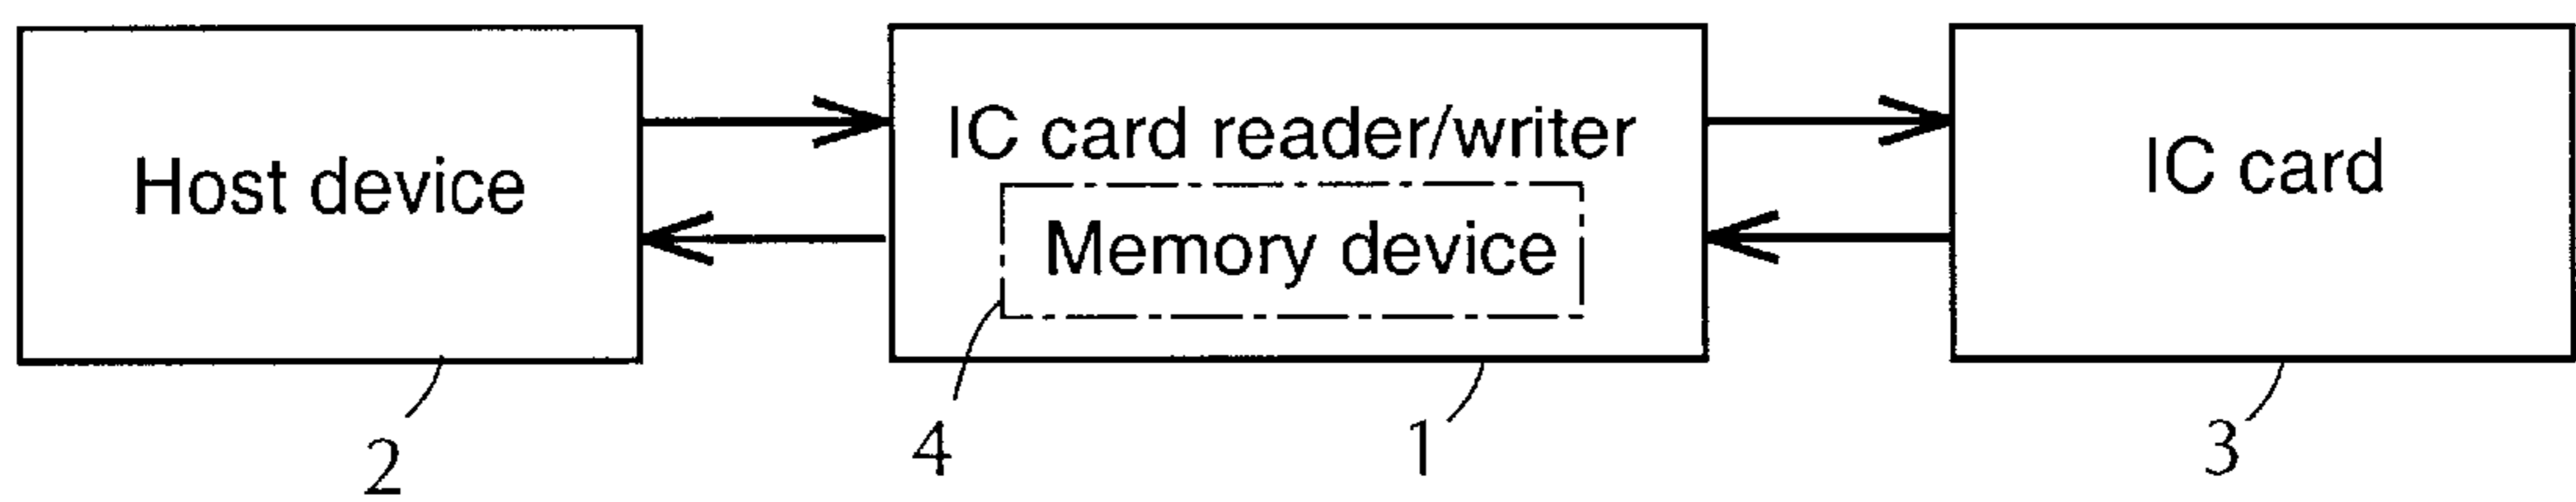 Host device
IC card reader/writer
Memory device
IC card
2
4
1
3